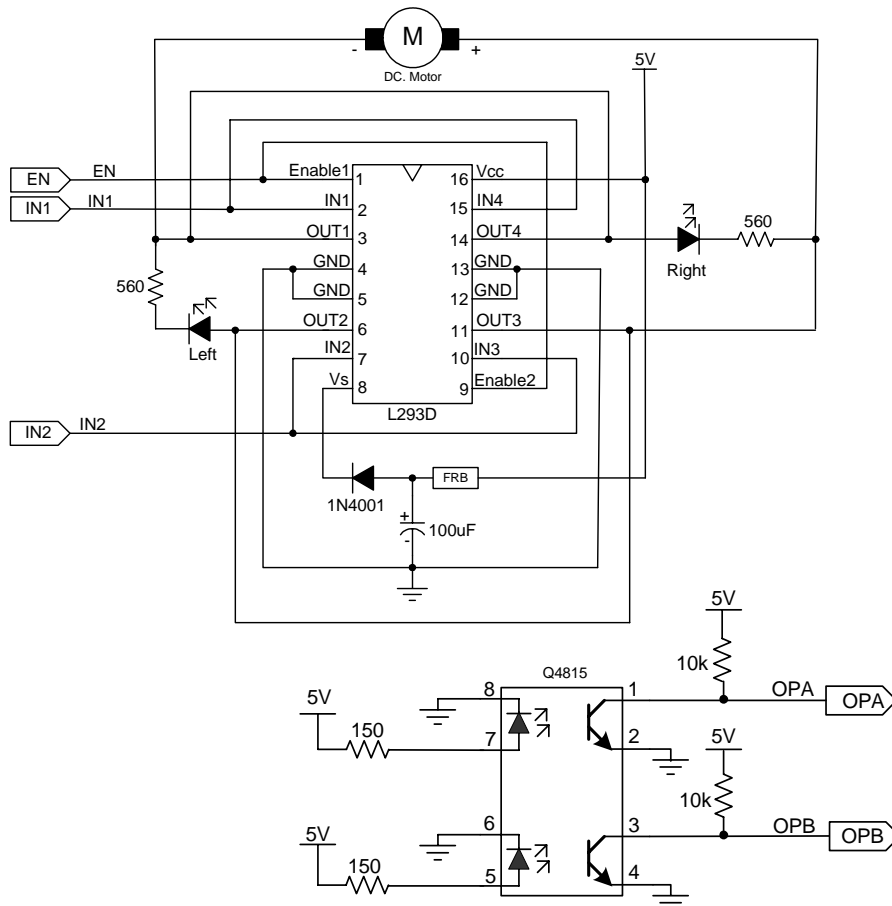 M
- +
DC. Motor
5V
EN EN Enable1 1 16 Vcc
IN1 IN1 IN1 2 15 IN4
OUT1 3 14 OUT4 560
GND 4 13 GND Right
560 GND 5 12 GND
OUT2 6 11 OUT3
Left IN2 7 10 IN3
Vs 8 9 Enable2
L293D
IN2 IN2
FRB
1N4001
+ 100uF
-
5V
Q4815 10k
8 1 OPA OPA
5V
150 7 2 5V
10k
6 3 OPB OPB
5V
150 5 4